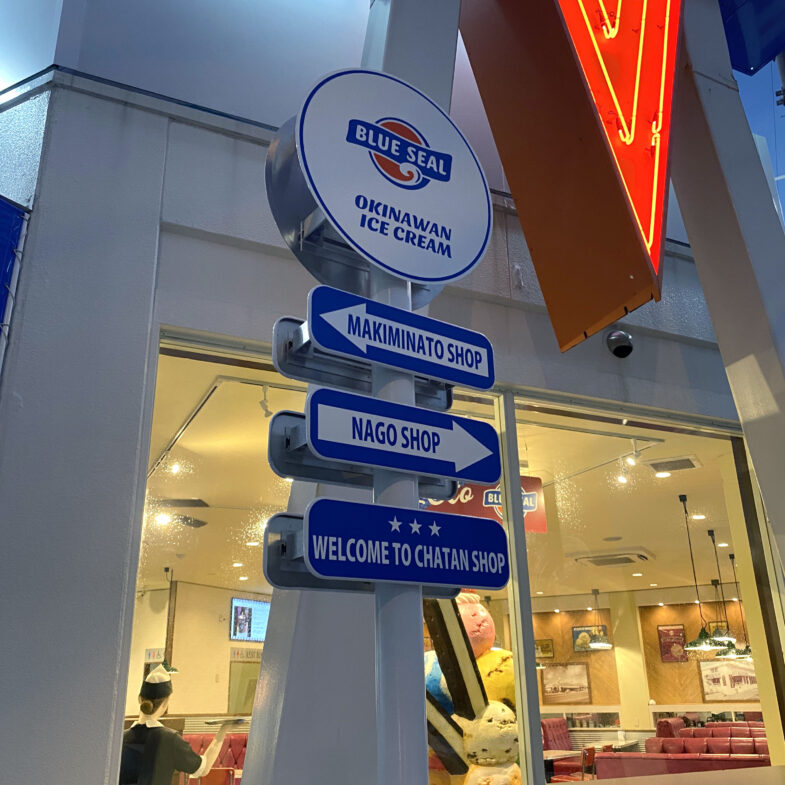 BLUE SEAL
OKINAWAN
ICE CREAM
MAKIMINATO SHOP
NAGO SHOP
WELCOME TO CHATAN SHOP
BLUE SEAL